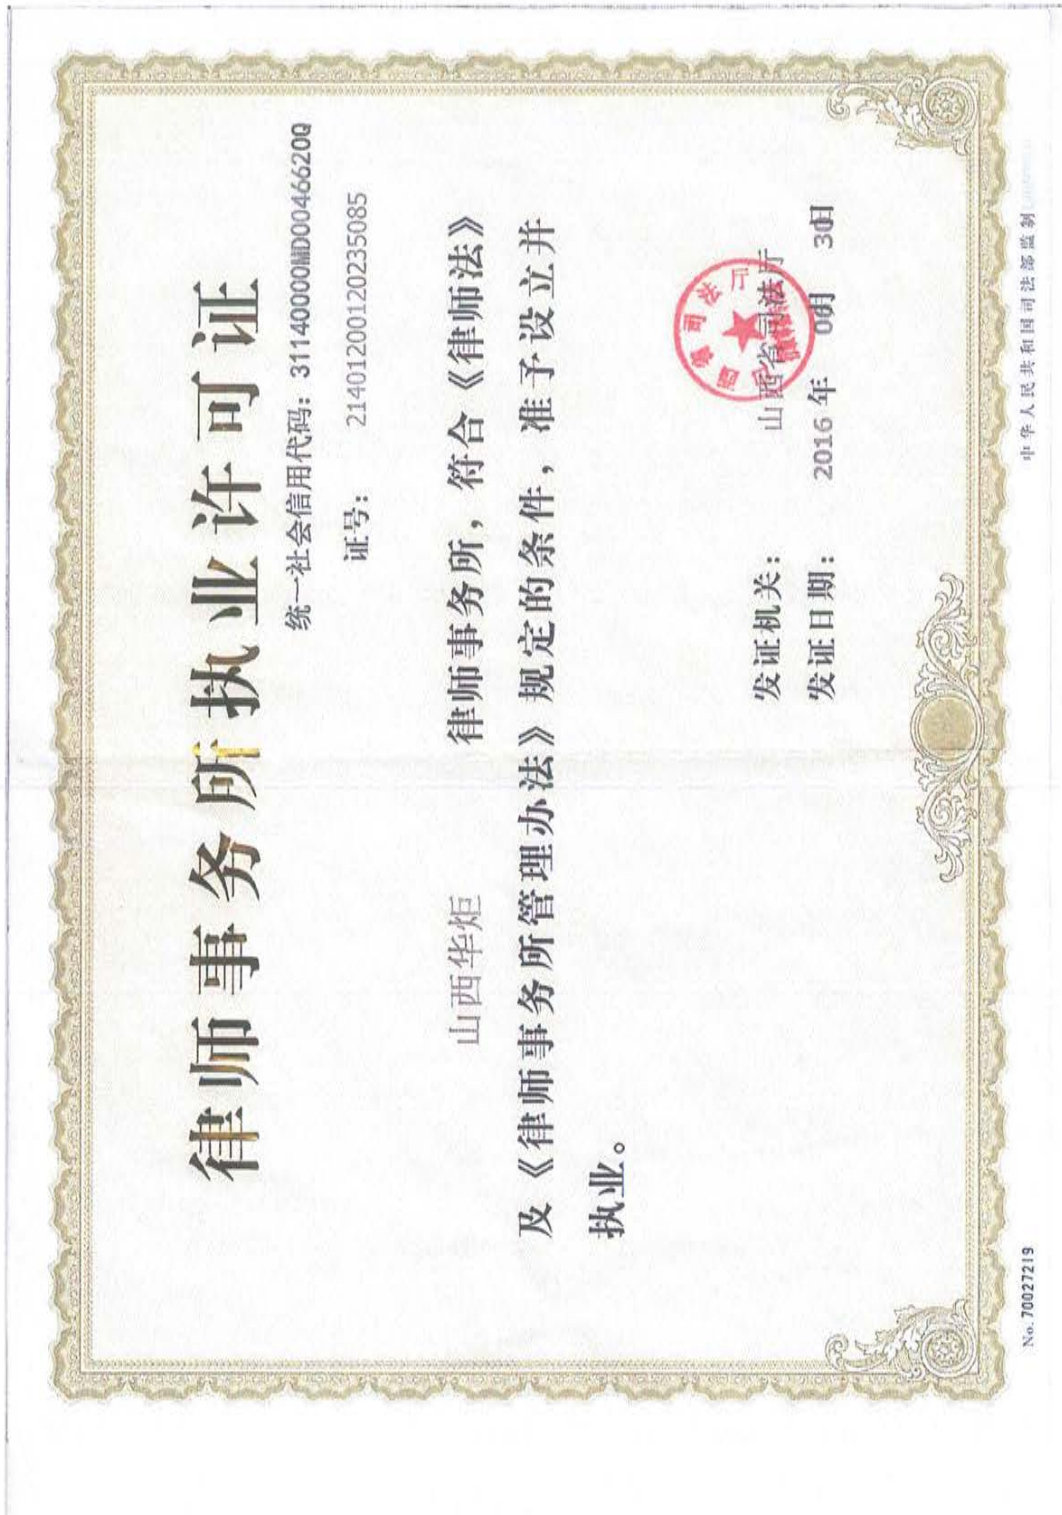 律师事务所执业许可证
统一社会信用代码：31140000MD0046620Q
证号：21401200120235085
山西华炬 律师事务所，符合《律师法》
及《律师事务所管理办法》规定的条件，准予设立并
执业。
发证机关：山西省司法厅
发证日期：2016年 月 30日
No. 70027219
中华人民共和国司法部监制